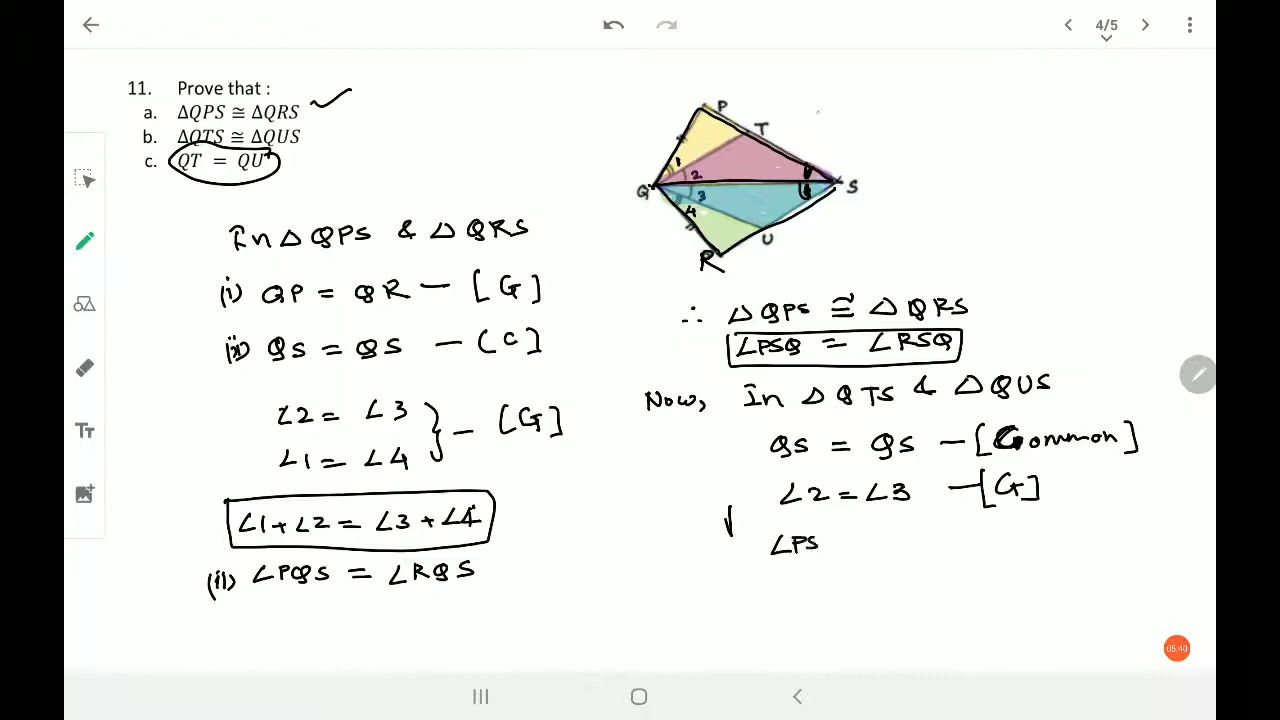 4/5
11. Prove that :
a. ΔQPS ≅ ΔQRS
b. ΔQTS ≅ ΔQUS
c. QT = QU
P
T
1
2
Q
S
3
4
U
R
In Δ QPS & Δ QRS
(i) QP = QR — [G]
(ii) QS = QS — [C]
∠2 = ∠3
∠1 = ∠4 } — [G]
∠1 + ∠2 = ∠3 + ∠4
(ii) ∠PQS = ∠RQS
∴ Δ QPS ≅ Δ QRS
∠PSQ = ∠RSQ
Now, In Δ QTS & Δ QUS
QS = QS — [Common]
∠2 = ∠3 — [G]
∠PS
TT
05:40